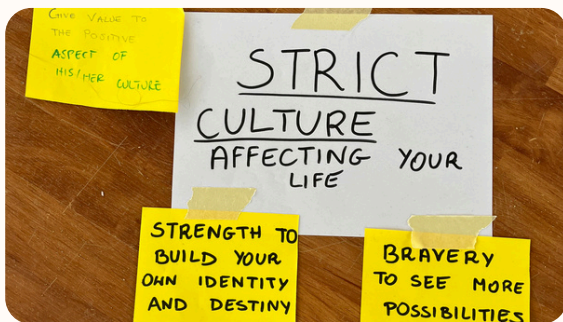 GIVE VALUE TO
THE POSITIVE
ASPECT OF
HIS/HER CULTURE
STRICT
CULTURE
AFFECTING YOUR
LIFE
STRENGTH TO
BUILD YOUR
OWN IDENTITY
AND DESTINY
BRAVERY
TO SEE MORE
POSSIBILITIES